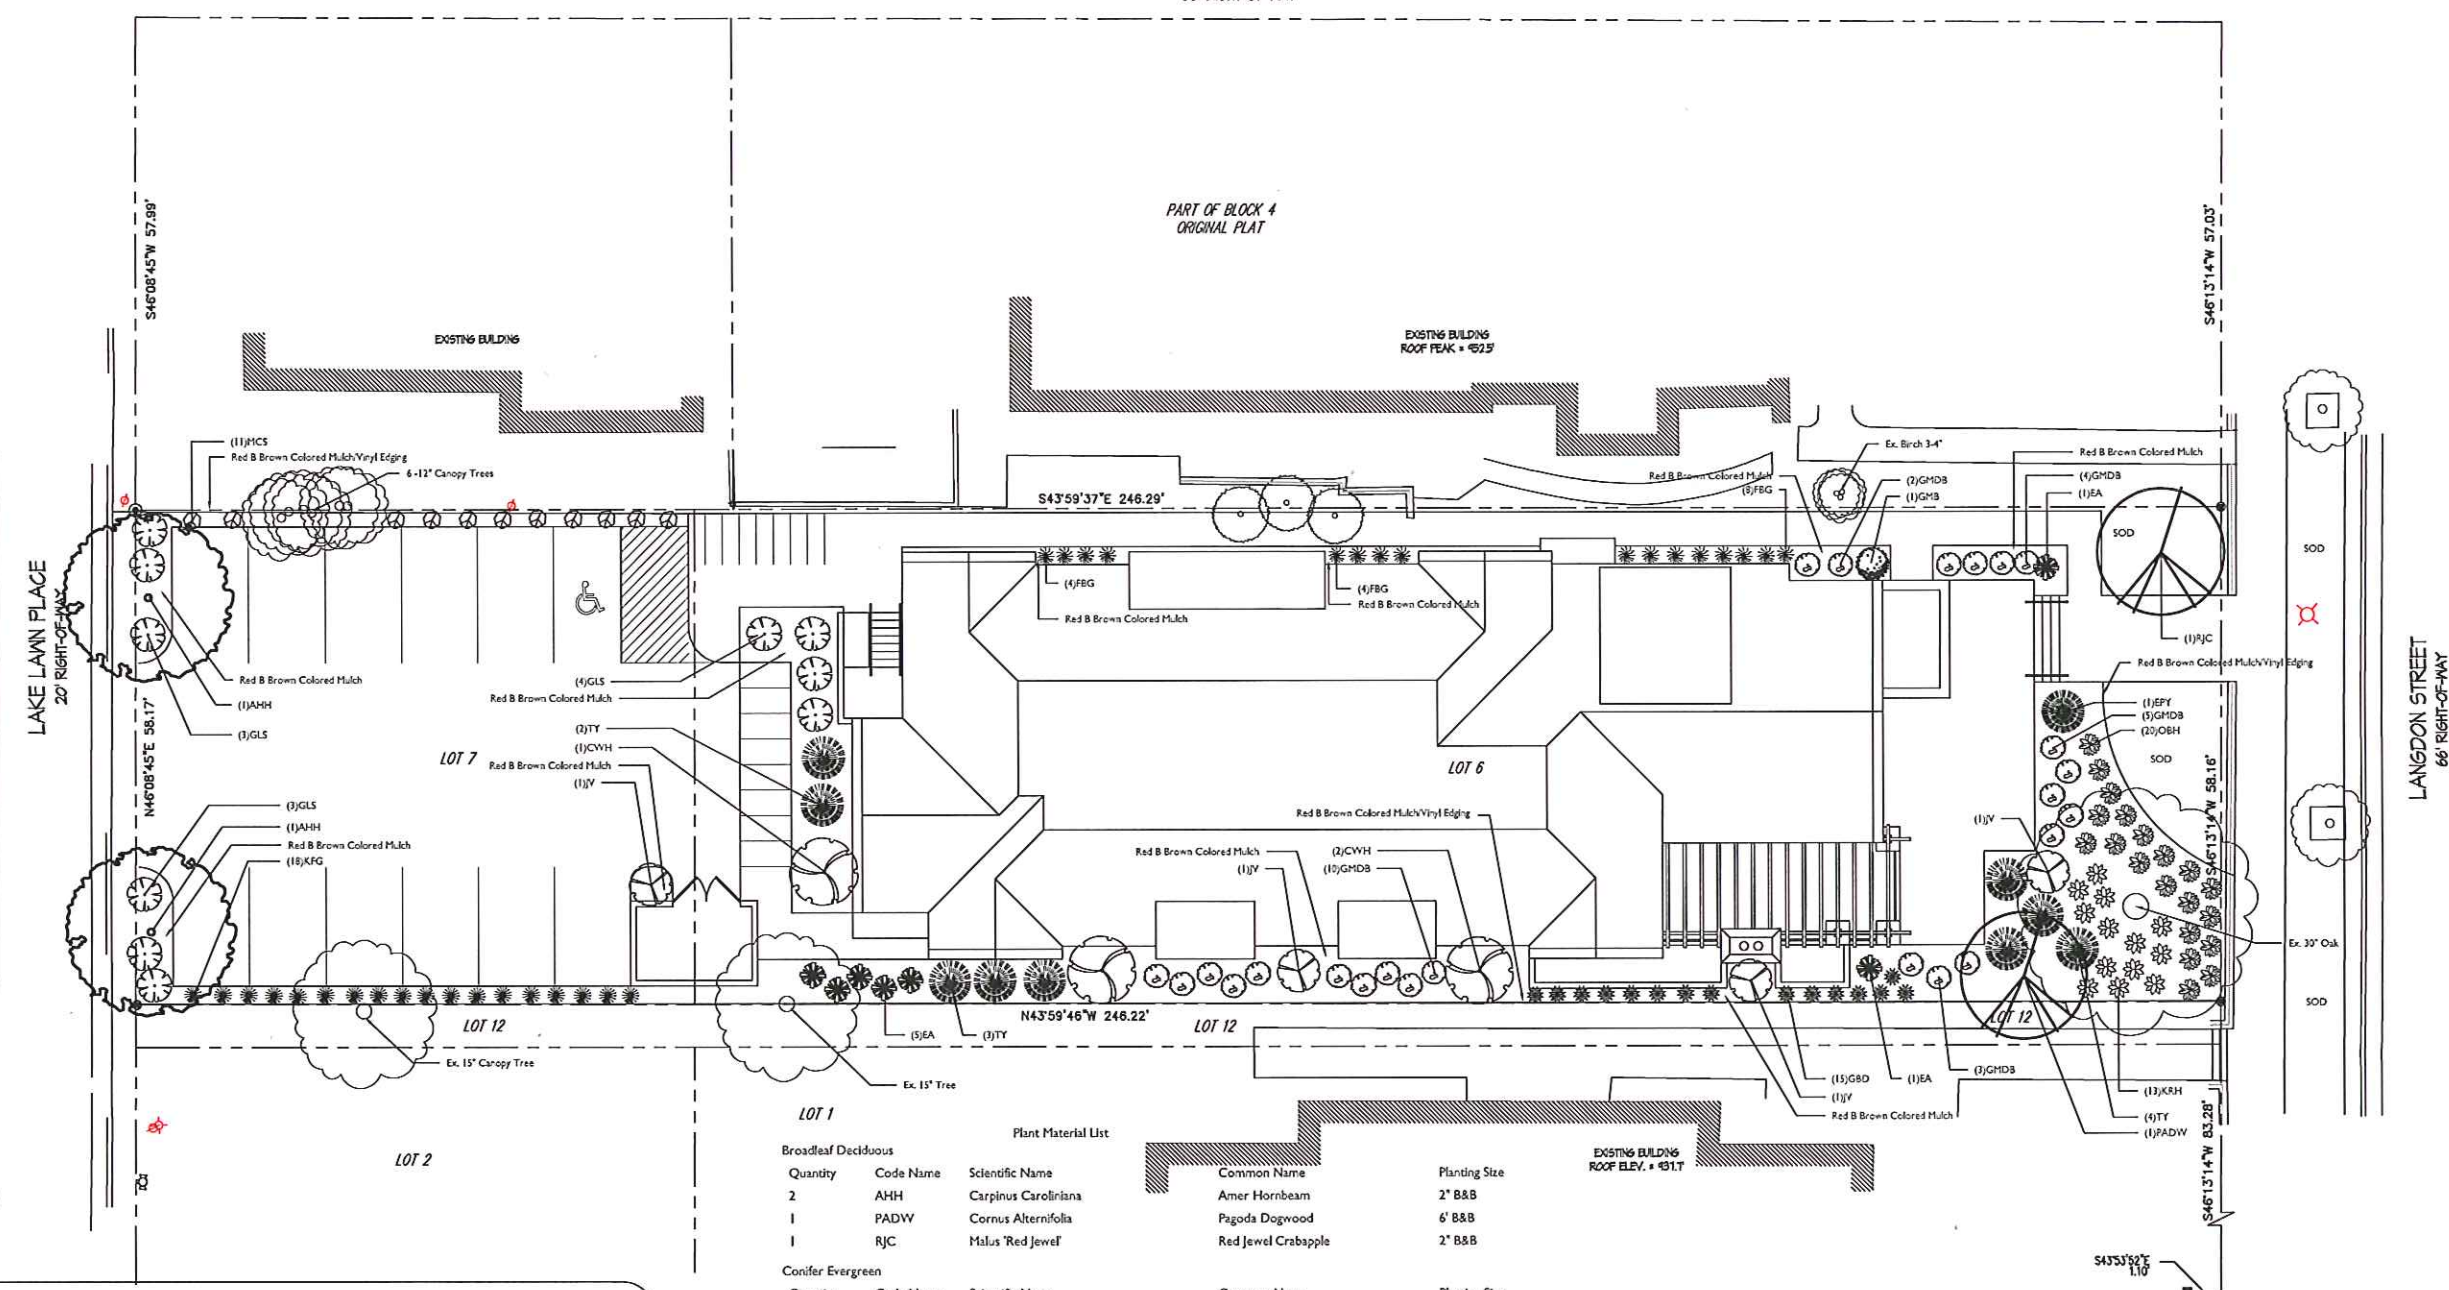 PART OF BLOCK 4
ORIGINAL PLAT
S46°08'45"W 57.99'
S46°13'14"W 57.03'
EXISTING BUILDING
EXISTING BUILDING
(11)MCS
Red B Brown Colored Mulch/Vinyl Edging
6 -12" Canopy Trees
S43°59'37"E 246.29'
Red B Brown Colored Mulch
(8)FBG
Ex. Birch 3-4"
(2)GMDB
(1)GMB
Red B Brown Colored Mulch
(4)GMDB
(1)EA
SOD
SOD
LAKE LAWN PLACE
20' RIGHT-OF-WAY
(4)FBG
Red B Brown Colored Mulch
(4)FBG
Red B Brown Colored Mulch
(1)RJC
Red B Brown Colored Mulch/Vinyl Edging
LANGDON STREET
66' RIGHT-OF-WAY
Red B Brown Colored Mulch
(1)AHH
(3)GLS
N46°08'45"E 58.17'
(4)GLS
Red B Brown Colored Mulch
(2)TY
(1)CWH
Red B Brown Colored Mulch
(1)JV
LOT 7
LOT 6
(1)EPY
(5)GMDB
(20)OBH
SOD
S46°13'14"W 58.16'
(3)GLS
(1)AHH
Red B Brown Colored Mulch
(18)KFG
Red B Brown Colored Mulch/Vinyl Edging
Red B Brown Colored Mulch
(1)JV
(2)CWH
(10)GMDB
(1)JV
Ex. 30" Oak
SOD
LOT 12
N43°59'46"W 246.22'
LOT 12
LOT 12
(5)EA
(3)TY
Ex. 15" Canopy Tree
Ex. 15" Tree
(15)GBD
(1)JV
Red B Brown Colored Mulch
(1)EA
(3)GMDB
(13)KRH
(4)TY
(1)PADW
LOT 1
LOT 2
EXISTING BUILDING
S46°13'14"W 83.28'
S43°53'52"E
1.10'
Plant Material List
Broadleaf Deciduous
Quantity Code Name Scientific Name Common Name Planting Size
2 AHH Carpinus Caroliniana Amer Hornbeam 2" B&B
1 PADW Cornus Alternifolia Pagoda Dogwood 6' B&B
1 RJC Malus 'Red Jewel' Red Jewel Crabapple 2" B&B
Conifer Evergreen